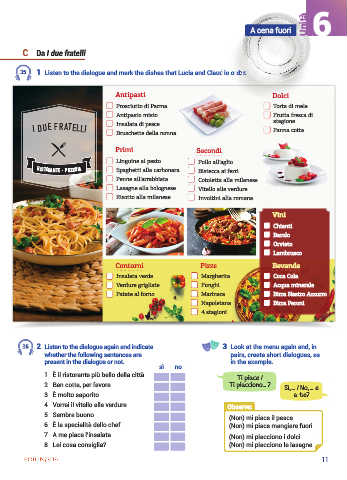 A cena fuori
UNITÀ
6
C Da I due fratelli
35 1 Listen to the dialogue and mark the dishes that Lucia and
I DUE FRATELLI
RISTORANTE - PIZZERIA
Antipasti
Prosciutto di Parma
Antipasto misto
Insalata di pesce
Bruschette della nonna
Dolci
Torta di mele
Frutta fresca di
stagione
Panna cotta
Primi
Linguine al pesto
Spaghetti alla carbonara
Penne all'arrabbiata
Lasagne alla bolognese
Risotto alla milanese
Secondi
Pollo all'aglio
Bistecca ai ferri
Cotoletta alla milanese
Vitello alle verdure
Involtini alla romana
Vini
Chianti
Barolo
Orvieto
Lambrusco
Contorni
Insalata verde
Verdure grigliate
Patate al forno
Pizze
Margherita
Funghi
Marinara
Napoletana
4 stagioni
Bevande
Coca Cola
Acqua minerale
Birra Nastro Azzurro
Birra Peroni
36 2 Listen to the dialogue again and indicate
whether the following sentences are
present in the dialogue or not.
sì no
1 È il ristorante più bello della città
2 Ben cotta, per favore
3 È molto saporito
4 Vorrei il vitello alle verdure
5 Sembra buono
6 È la specialità dello chef
7 A me piace l'insalata
8 Lei cosa consiglia?
3 Look at the menu again and, in
pairs, create short dialogues, as
in the example.
Ti piace /
Ti piacciono... ?
Sì,... / No,... e
a te?
Observe:
(Non) mi piace il pesce
(Non) mi piace mangiare fuori
(Non) mi piacciono i dolci
(Non) mi piacciono le lasagne
11